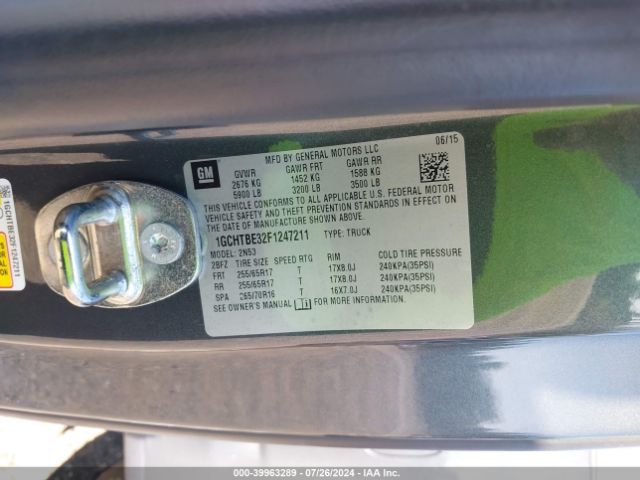 06/15
MFD BY GENERAL MOTORS LLC
GM
GVWR GAWR FRT GAWR RR
2676 KG 1452 KG 1588 KG
5900 LB 3200 LB 3500 LB
THIS VEHICLE CONFORMS TO ALL APPLICABLE U.S. FEDERAL MOTOR
VEHICLE SAFETY AND THEFT PREVENTION STANDARDS IN EFFECT ON THE
DATE OF MANUFACTURE SHOWN ABOVE.
1GCHTBE32F1247211 TYPE: TRUCK
MODEL: 2N53
2BFZ TIRE SIZE SPEED RTG RIM COLD TIRE PRESSURE
FRT 255/65R17 T 17X8.0J 240KPA(35PSI)
RR 255/65R17 T 17X8.0J 240KPA(35PSI)
SPA 265/70R16 T 16X7.0J 240KPA(35PSI)
SEE OWNER'S MANUAL FOR MORE INFORMATION.
1GCHTBE32F1247211
000-39963289 - 07/26/2024 - IAA Inc.